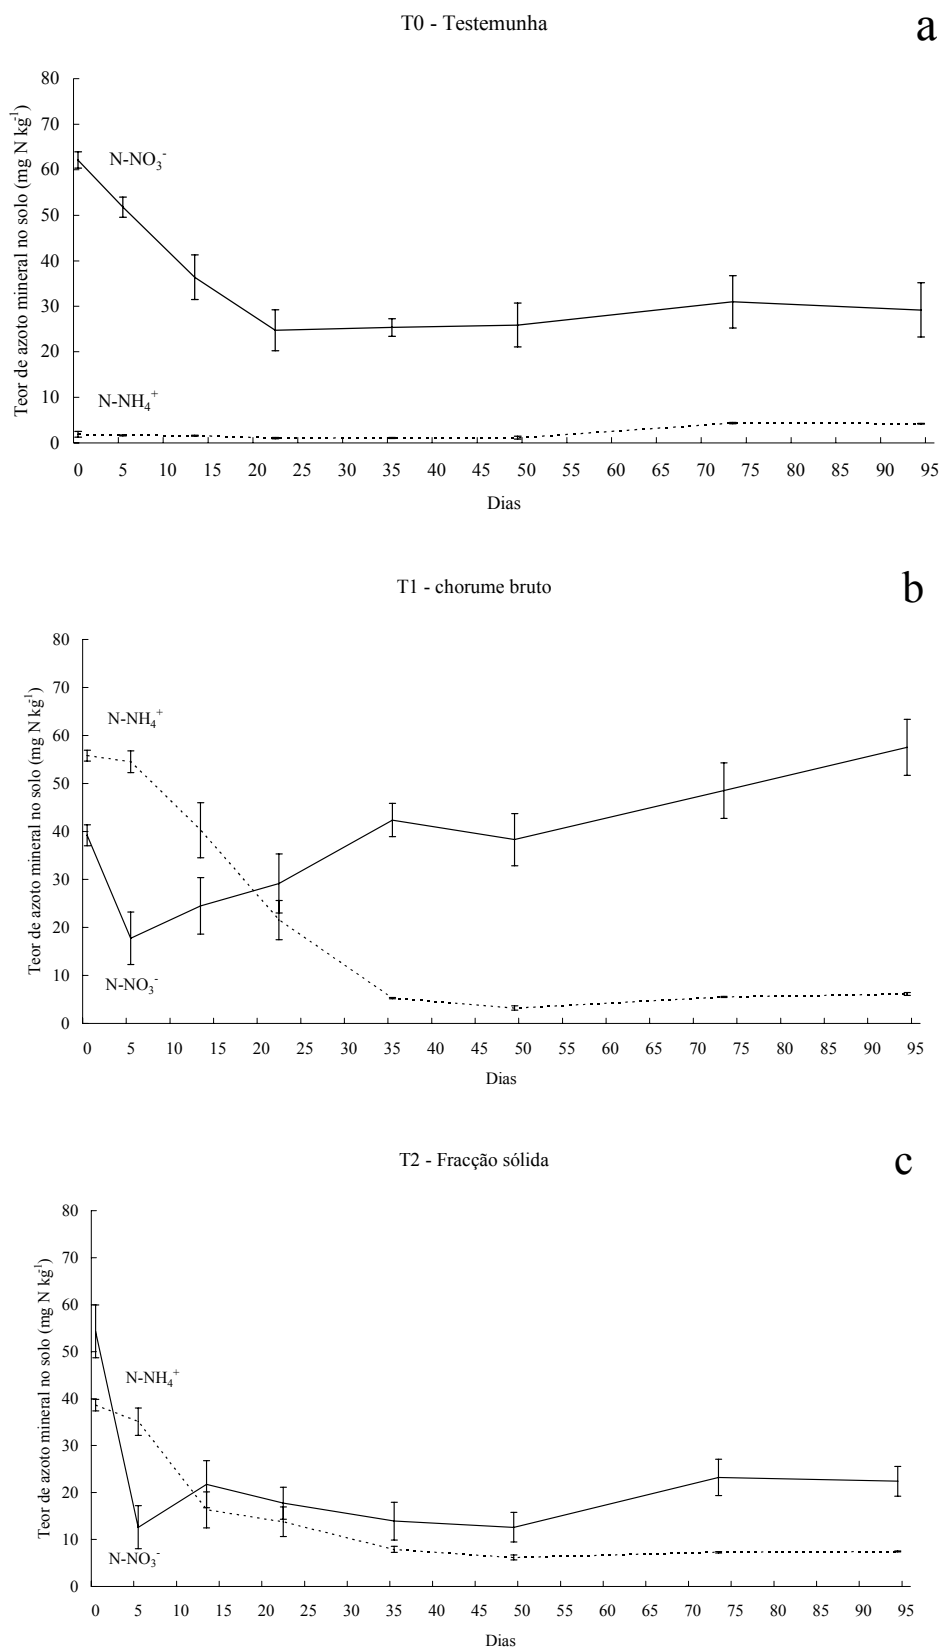 T0 - Testemunha
a
Teor de azoto mineral no solo (mg N kg-1)
80
70
60
50
40
30
20
10
0
N-NO3-
N-NH4+
0 5 10 15 20 25 30 35 40 45 50 55 60 65 70 75 80 85 90 95
Dias
T1 - chorume bruto
b
Teor de azoto mineral no solo (mg N kg-1)
80
70
60
50
40
30
20
10
0
N-NH4+
N-NO3-
0 5 10 15 20 25 30 35 40 45 50 55 60 65 70 75 80 85 90 95
Dias
T2 - Fracção sólida
c
Teor de azoto mineral no solo (mg N kg-1)
80
70
60
50
40
30
20
10
0
N-NH4+
N-NO3-
0 5 10 15 20 25 30 35 40 45 50 55 60 65 70 75 80 85 90 95
Dias